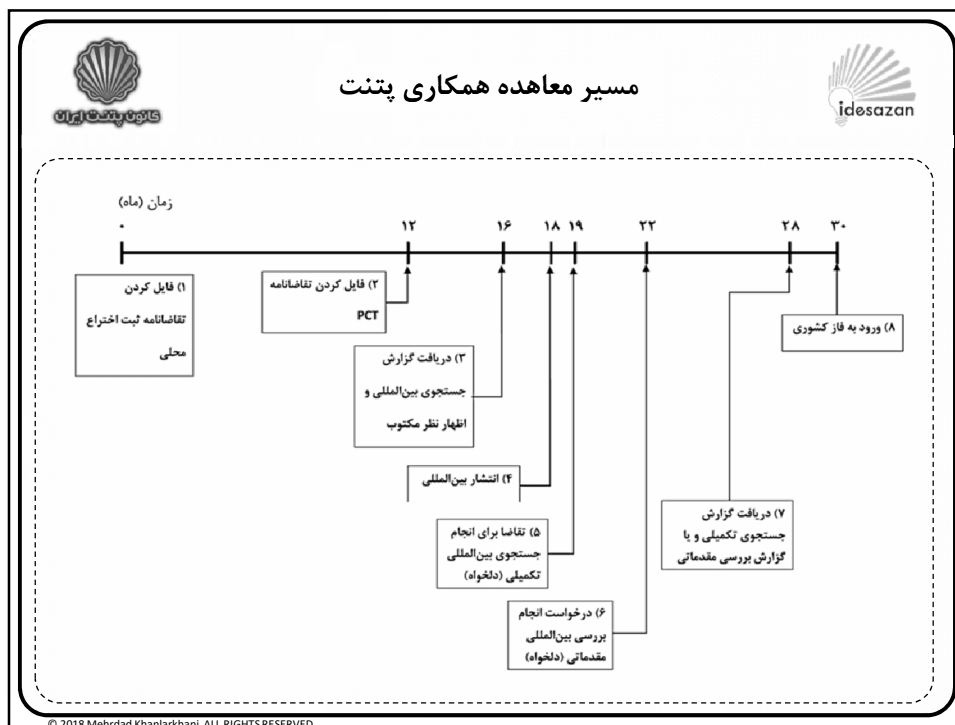 مسیر معاهده همکاری پتنت
کانون پتنت ایران
idesazan
زمان (ماه)
۰
۱۲
۱۶
۱۸
۱۹
۲۲
۲۸
۳۰
۱) فایل کردن
تقاضانامه ثبت اختراع
محلی
۲) فایل کردن تقاضانامه
PCT
۳) دریافت گزارش
جستجوی بین‌المللی و
اظهار نظر مکتوب
۴) انتشار بین‌المللی
۵) تقاضا برای انجام
جستجوی بین‌المللی
تکمیلی (دلخواه)
۶) درخواست انجام
بررسی بین‌المللی
مقدماتی (دلخواه)
۷) دریافت گزارش
جستجوی تکمیلی و یا
گزارش بررسی مقدماتی
۸) ورود به فاز کشوری
© 2018 Mehrdad Khanlarkhani, ALL RIGHTS RESERVED